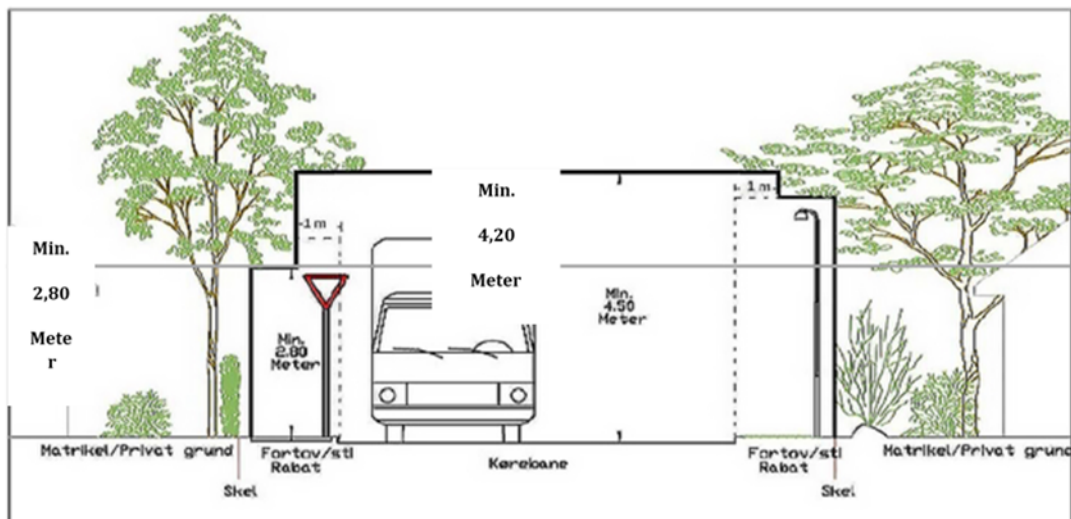 Min.
4,20
Meter
1 m
1 m
Min.
2,80
Mete
r
Min.
2.80
Meter
Min.
4.50
Meter
Matrikel/Privat grund
Fortov/sti
Rabat
Kørebane
Fortov/sti
Rabat
Matrikel/Privat grund
Skel
Skel